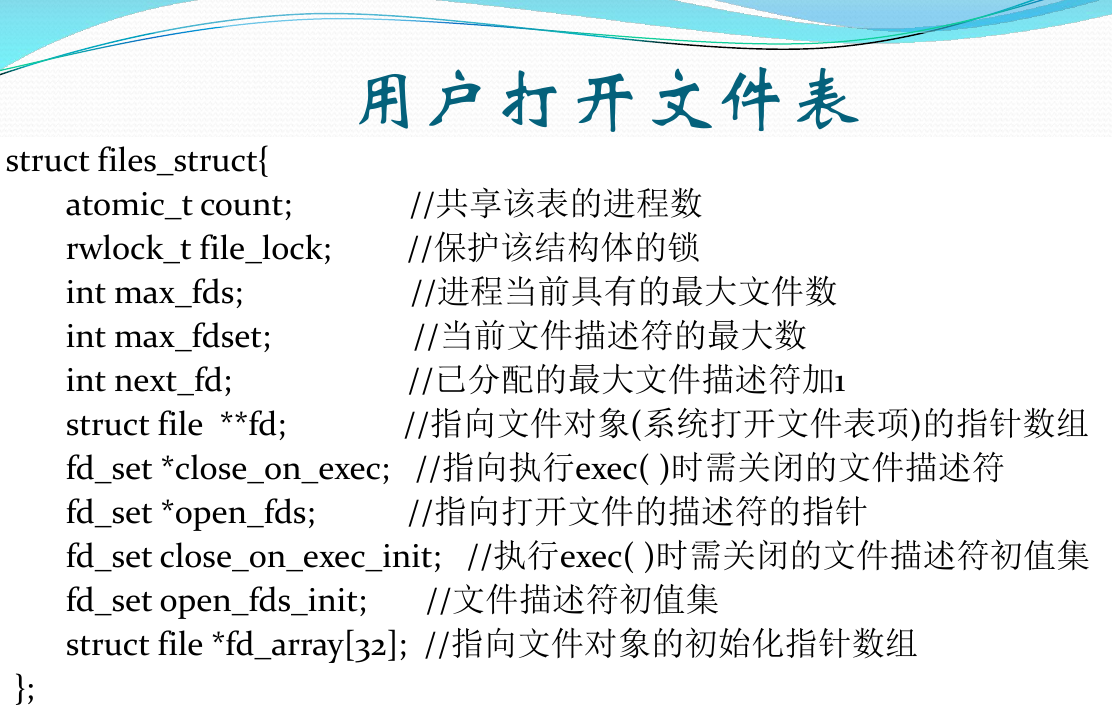 用户打开文件表
struct files_struct{
atomic_t count; //共享该表的进程数
rwlock_t file_lock; //保护该结构体的锁
int max_fds; //进程当前具有的最大文件数
int max_fdset; //当前文件描述符的最大数
int next_fd; //已分配的最大文件描述符加1
struct file **fd; //指向文件对象(系统打开文件表项)的指针数组
fd_set *close_on_exec; //指向执行exec( )时需关闭的文件描述符
fd_set *open_fds; //指向打开文件的描述符的指针
fd_set close_on_exec_init; //执行exec( )时需关闭的文件描述符初值集
fd_set open_fds_init; //文件描述符初值集
struct file *fd_array[32]; //指向文件对象的初始化指针数组
};